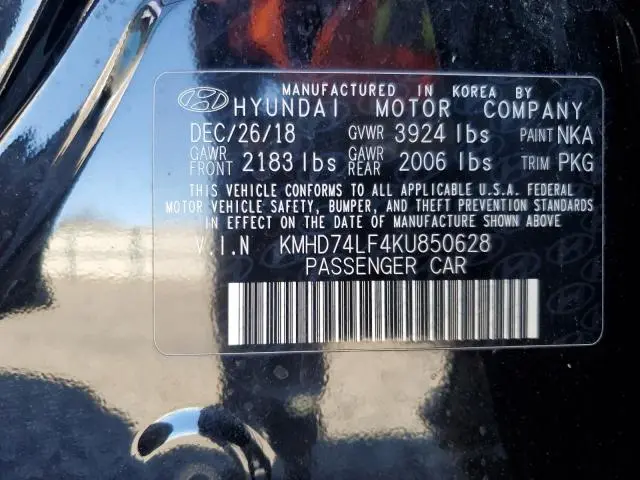 MANUFACTURED IN KOREA BY
HYUNDAI MOTOR COMPANY
DEC/26/18 GVWR 3924 lbs PAINT NKA
GAWR FRONT 2183 lbs GAWR REAR 2006 lbs TRIM PKG
THIS VEHICLE CONFORMS TO ALL APPLICABLE U.S.A. FEDERAL
MOTOR VEHICLE SAFETY, BUMPER, AND THEFT PREVENTION STANDARDS
IN EFFECT ON THE DATE OF MANUFACTURE SHOWN ABOVE.
V.I.N KMHD74LF4KU850628
PASSENGER CAR